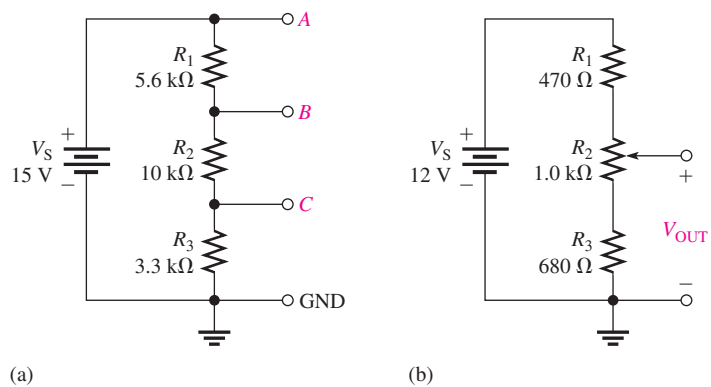 A
R1
5.6 kΩ
B
+
VS
15 V
−
R2
10 kΩ
C
R3
3.3 kΩ
GND
(a)
R1
470 Ω
+
VS
12 V
−
R2
1.0 kΩ
+
VOUT
R3
680 Ω
−
(b)